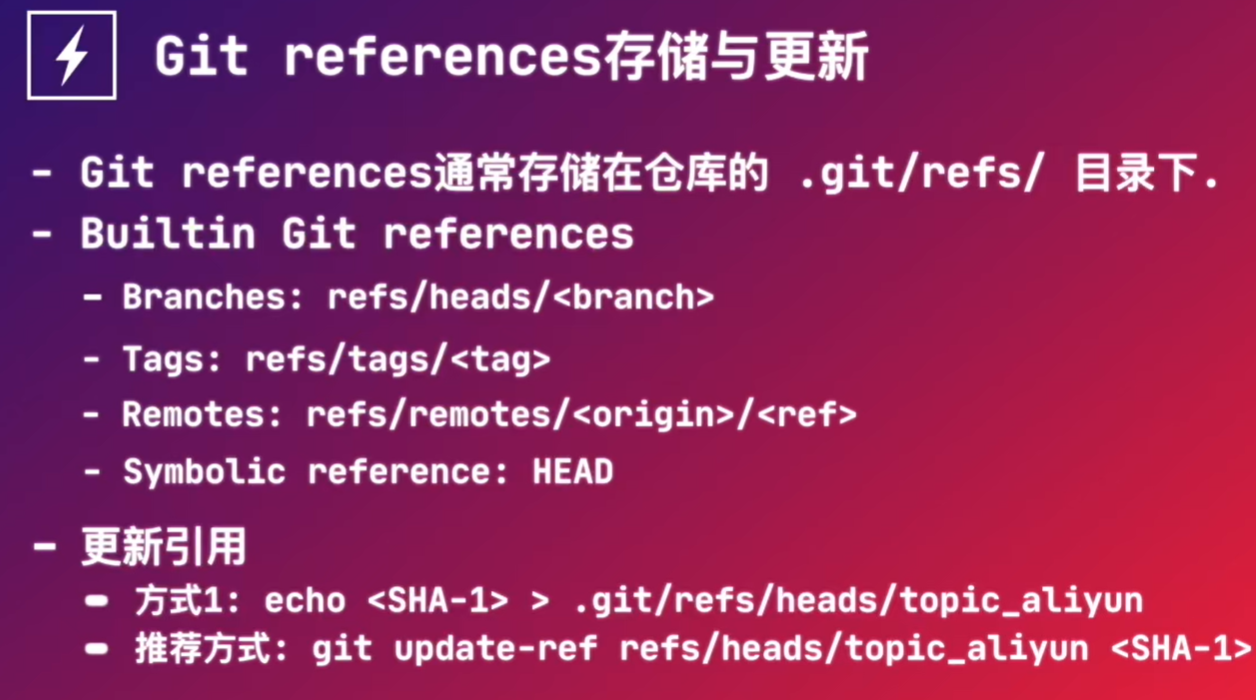 Git references存储与更新
- Git references通常存储在仓库的 .git/refs/ 目录下.
- Builtin Git references
- Branches: refs/heads/<branch>
- Tags: refs/tags/<tag>
- Remotes: refs/remotes/<origin>/<ref>
- Symbolic reference: HEAD
- 更新引用
- 方式1: echo <SHA-1> > .git/refs/heads/topic_aliyun
- 推荐方式: git update-ref refs/heads/topic_aliyun <SHA-1>